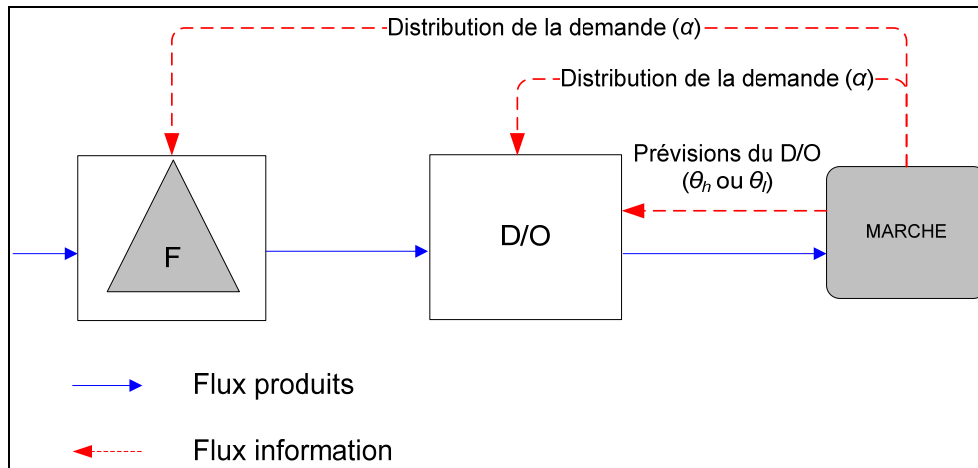 Distribution de la demande (α)
Distribution de la demande (α)
Prévisions du D/O
(θh ou θl)
F
D/O
MARCHE
Flux produits
Flux information